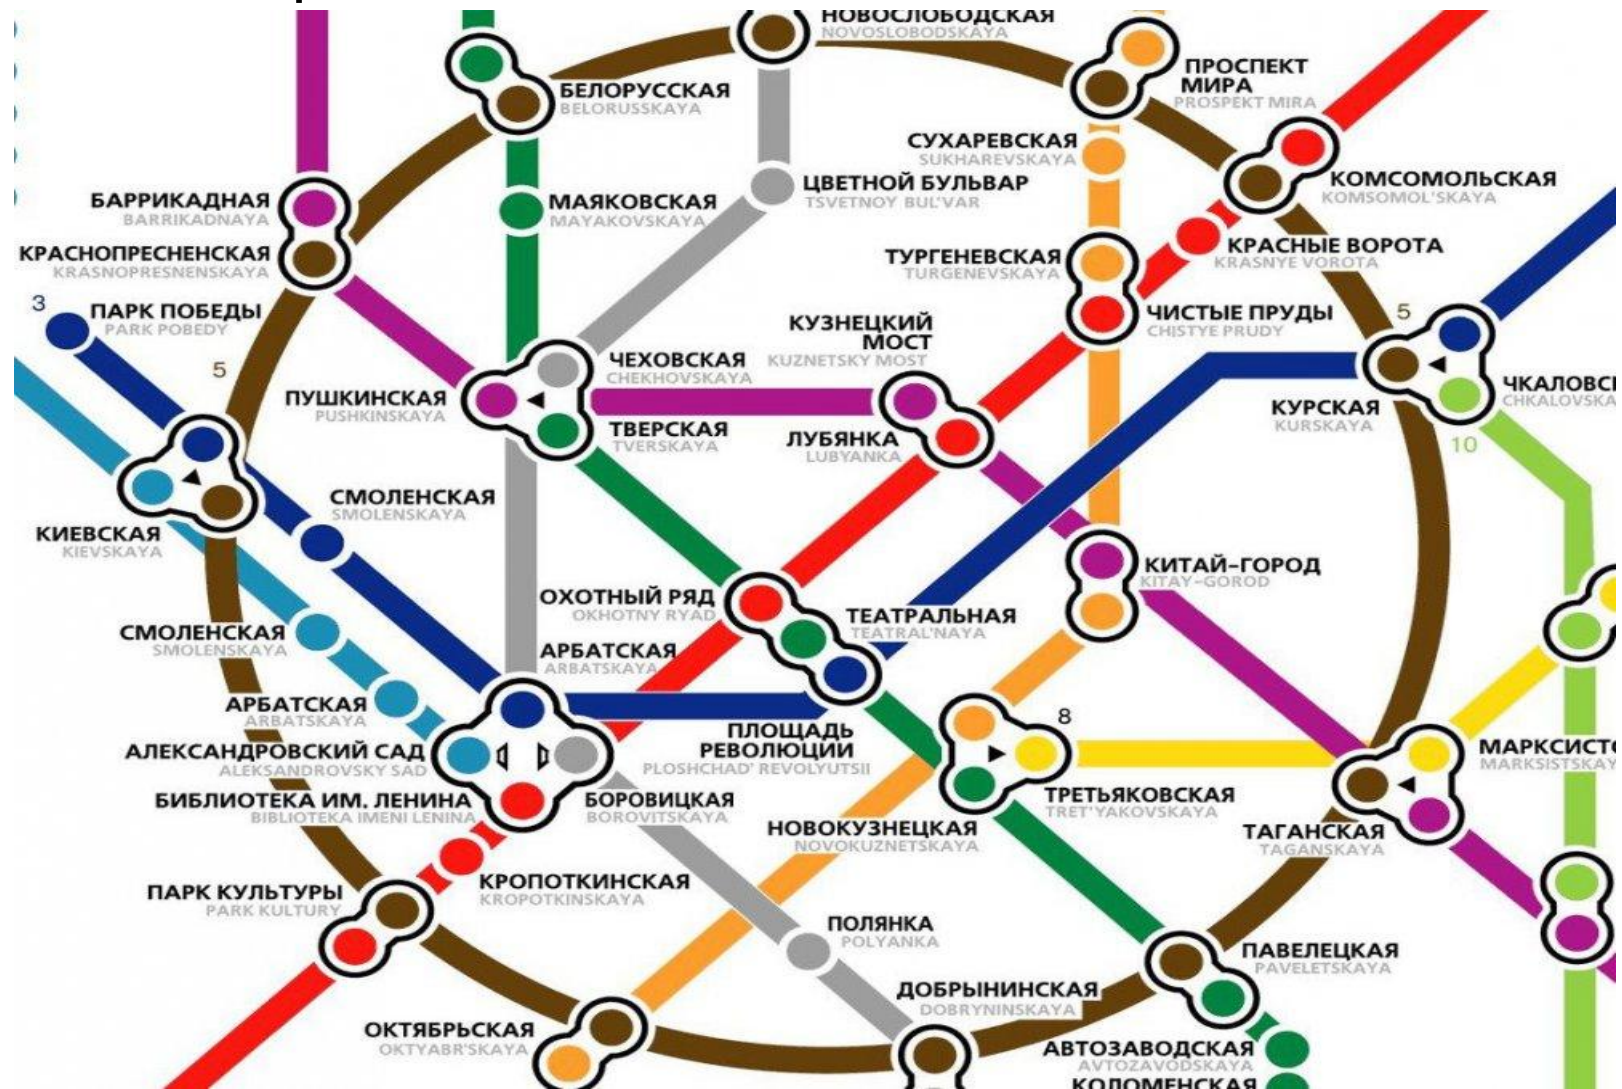 НОВОСЛОБОДСКАЯ
NOVOSLOBODSKAYA
ПРОСПЕКТ
МИРА
PROSPEKT MIRA
БЕЛОРУССКАЯ
BELORUSSKAYA
СУХАРЕВСКАЯ
SUKHAREVSKAYA
КОМСОМОЛЬСКАЯ
KOMSOMOL'SKAYA
ЦВЕТНОЙ БУЛЬВАР
TSVETNOY BUL'VAR
БАРРИКАДНАЯ
BARRIKADNAYA
МАЯКОВСКАЯ
MAYAKOVSKAYA
КРАСНОПРЕСНЕНСКАЯ
KRASNOPRESNENSKAYA
ТУРГЕНЕВСКАЯ
TURGENEVSKAYA
КРАСНЫЕ ВОРОТА
KRASNYE VOROTA
3
ПАРК ПОБЕДЫ
PARK POBEDY
ЧИСТЫЕ ПРУДЫ
CHISTYE PRUDY
5
КУЗНЕЦКИЙ
МОСТ
KUZNETSKY MOST
5
ЧЕХОВСКАЯ
CHEKHOVSKAYA
ПУШКИНСКАЯ
PUSHKINSKAYA
ЧКАЛОВС
CHKALOVSKA
КУРСКАЯ
KURSKAYA
ТВЕРСКАЯ
TVERSKAYA
ЛУБЯНКА
LUBYANKA
10
СМОЛЕНСКАЯ
SMOLENSKAYA
КИЕВСКАЯ
KIEVSKAYA
КИТАЙ-ГОРОД
KITAY-GOROD
ОХОТНЫЙ РЯД
OKHOTNY RYAD
ТЕАТРАЛЬНАЯ
TEATRAL'NAYA
СМОЛЕНСКАЯ
SMOLENSKAYA
АРБАТСКАЯ
ARBATSKAYA
АРБАТСКАЯ
ARBATSKAYA
8
ПЛОЩАДЬ
РЕВОЛЮЦИИ
PLOSHCHAD' REVOLYUTSII
АЛЕКСАНДРОВСКИЙ САД
ALEKSANDROVSKY SAD
МАРКСИСТС
MARKSISTSKAY
БИБЛИОТЕКА ИМ. ЛЕНИНА
BIBLIOTEKA IMENI LENINA
БОРОВИЦКАЯ
BOROVITSKAYA
ТРЕТЬЯКОВСКАЯ
TRET'YAKOVSKAYA
НОВОКУЗНЕЦКАЯ
NOVOKUZNETSKAYA
ТАГАНСКАЯ
TAGANSKAYA
КРОПОТКИНСКАЯ
KROPOTKINSKAYA
ПАРК КУЛЬТУРЫ
PARK KULTURY
ПОЛЯНКА
POLYANKA
ПАВЕЛЕЦКАЯ
PAVELETSKAYA
ДОБРЫНИНСКАЯ
DOBRYNINSKAYA
ОКТЯБРЬСКАЯ
OKTYABR'SKAYA
АВТОЗАВОДСКАЯ
AVTOZAVODSKAYA
КОЛОМЕНСКАЯ